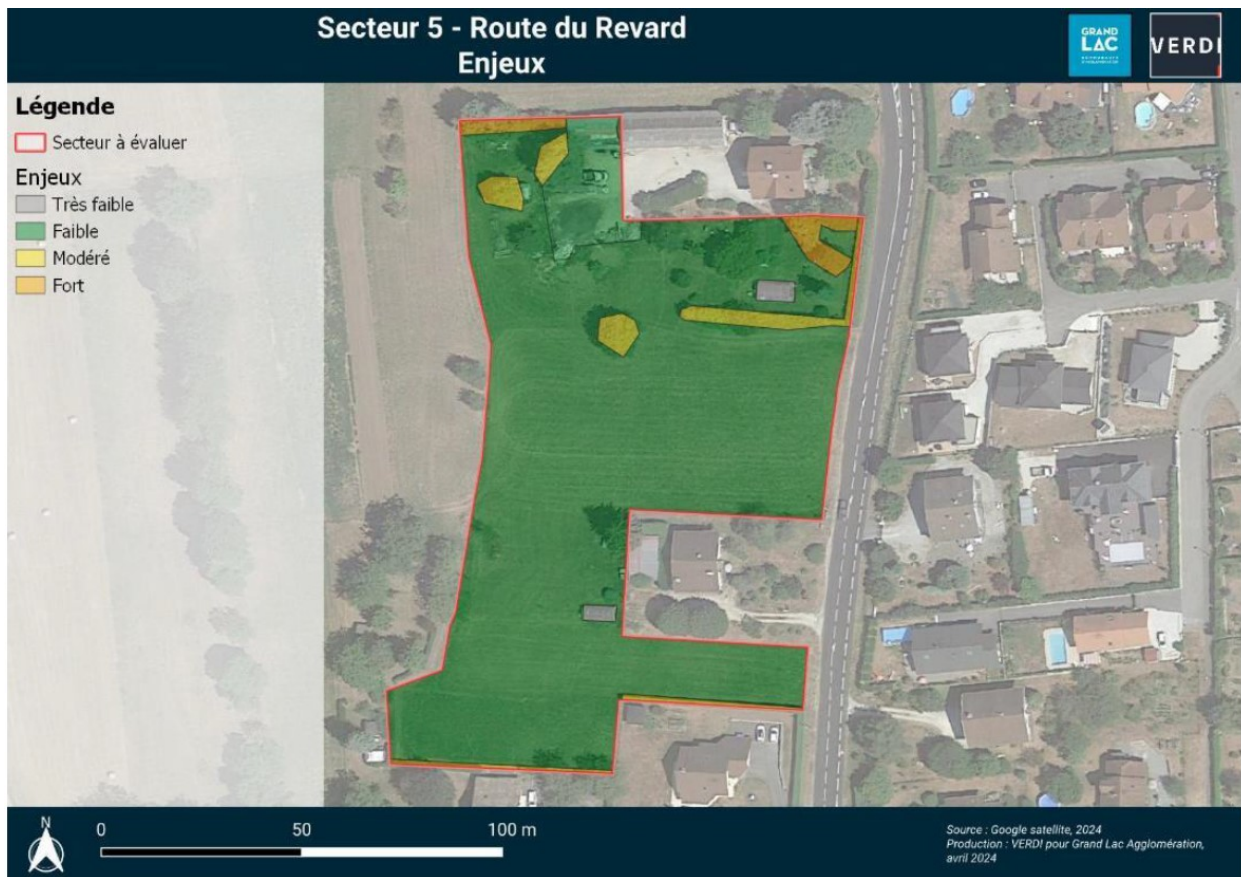 Secteur 5 - Route du Revard
Enjeux
GRAND
LAC
VERDI
Légende
Secteur à évaluer
Enjeux
Très faible
Faible
Modéré
Fort
N
0 50 100 m
Source : Google satellite, 2024
Production : VERDI pour Grand Lac Agglomération,
avril 2024